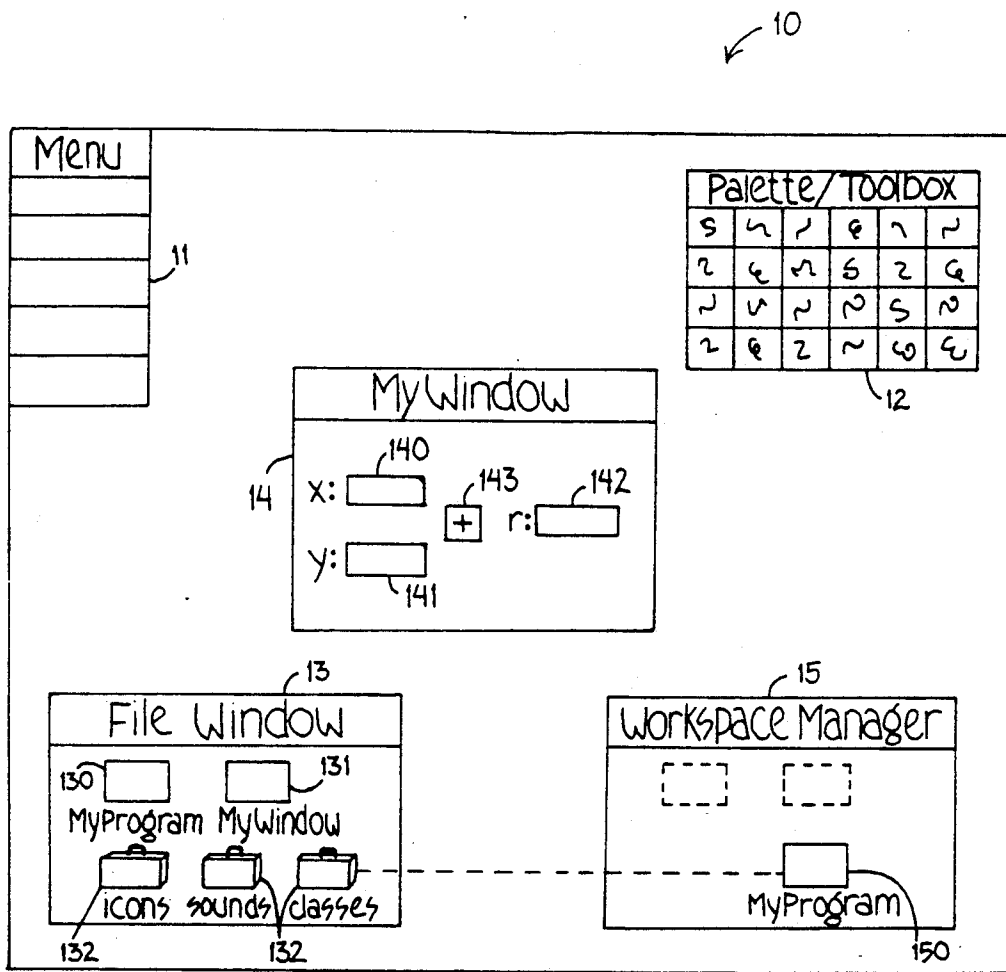 10
Menu
11
Palette/Toolbox
12
MyWindow
14
x:
140
143
+
r:
142
y:
141
13
File Window
130
131
MyProgram MyWindow
icons sounds classes
132 132
15
Workspace Manager
MyProgram
150